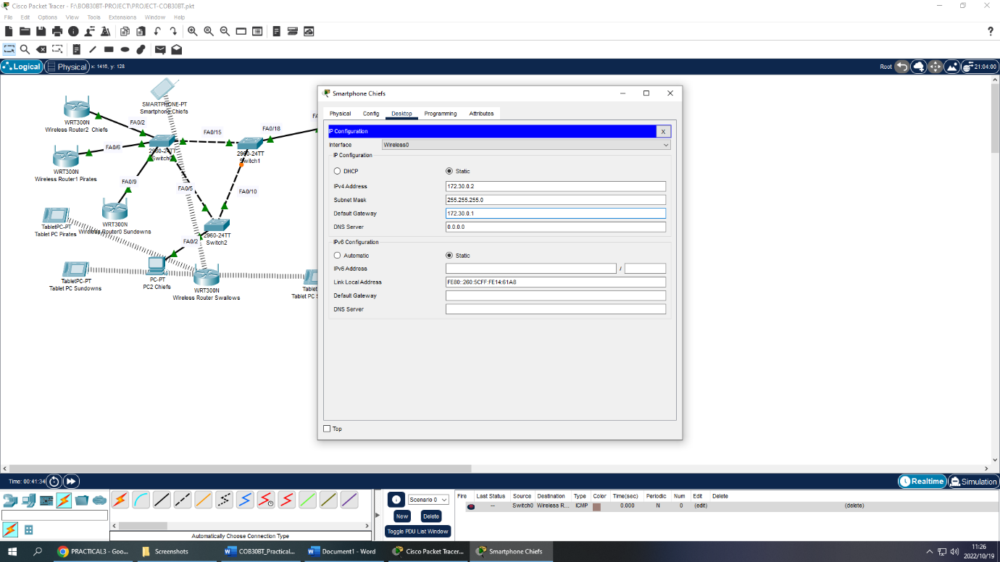 Cisco Packet Tracer - F:\BOB30BT-PROJECT\PROJECT-COB30BT.pkt
File Edit Options View Tools Extensions Window Help
Logical Physical x: 1416, y: 128
Root 21:04:00
SMARTPHONE-PT
Smartphone Chiefs
WRT300N
Wireless Router2 Chiefs
FA0/2
FA0/15
FA0/18
FA
2960-24TT
Switch0
2960-24TT
Switch1
FA0/6
WRT300N
Wireless Router1 Pirates
FA0/9
FA0/5
FA0/10
WRT300N
Wireless Router0 Sundowns
TabletPC-PT
Tablet PC Pirates
2960-24TT
Switch2
FA0/2
TabletPC-PT
Tablet PC Sundowns
PC-PT
PC2 Chiefs
WRT300N
Wireless Router Swallows
Table
Tablet PC S
Smartphone Chiefs
Physical Config Desktop Programming Attributes
IP Configuration X
Interface Wireless0
IP Configuration
DHCP Static
IPv4 Address 172.30.0.2
Subnet Mask 255.255.255.0
Default Gateway 172.30.0.1
DNS Server 0.0.0.0
IPv6 Configuration
Automatic Static
IPv6 Address /
Link Local Address FE80::260:5CFF:FE14:61A8
Default Gateway
DNS Server
Top
Time: 00:41:34
Realtime Simulation
Scenario 0
New Delete
Toggle PDU List Window
Fire Last Status Source Destination Type Color Time(sec) Periodic Num Edit Delete
-- Switch0 Wireless R... ICMP 0.000 N 0 (edit) (delete)
Automatically Choose Connection Type
PRACTICAL3 - Goo... Screenshots COB30BT_Practical... Document1 - Word Cisco Packet Tracer... Smartphone Chiefs
11:26
2022/10/19